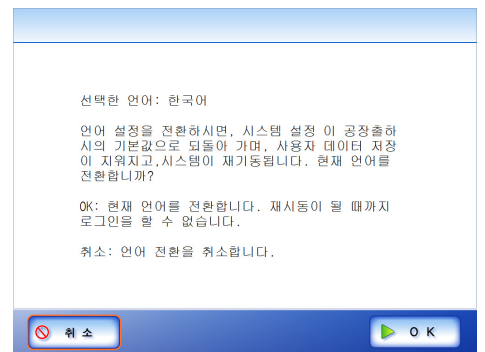 선택한 언어: 한국어
언어 설정을 전환하시면, 시스템 설정 이 공장출하
시의 기본값으로 되돌아 가며, 사용자 데이터 저장
이 지워지고,시스템이 재기동됩니다. 현재 언어를
전환합니까?
OK: 현재 언어를 전환합니다. 재시동이 될 때까지
로그인을 할 수 없습니다.
취소: 언어 전환을 취소합니다.
취 소
O K